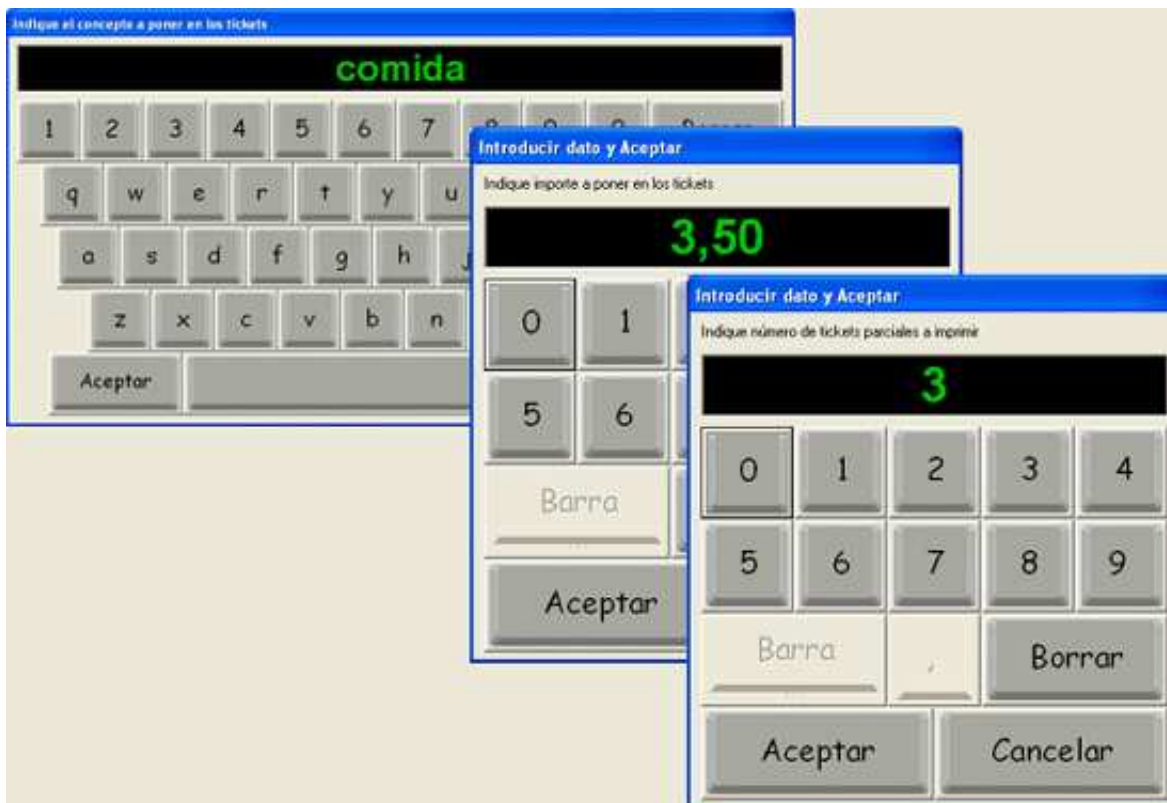 Indique el concepto a poner en los tickets
comida
1 2 3 4 5 6 7
q w e r t y u
a s d f g h j
z x c v b n
Aceptar
Introducir dato y Aceptar
Indique importe a poner en los tickets
3,50
0 1
5 6
Barra
Aceptar
Introducir dato y Aceptar
Indique número de tickets parciales a imprimir
3
0 1 2 3 4
5 6 7 8 9
Barra , Borrar
Aceptar Cancelar